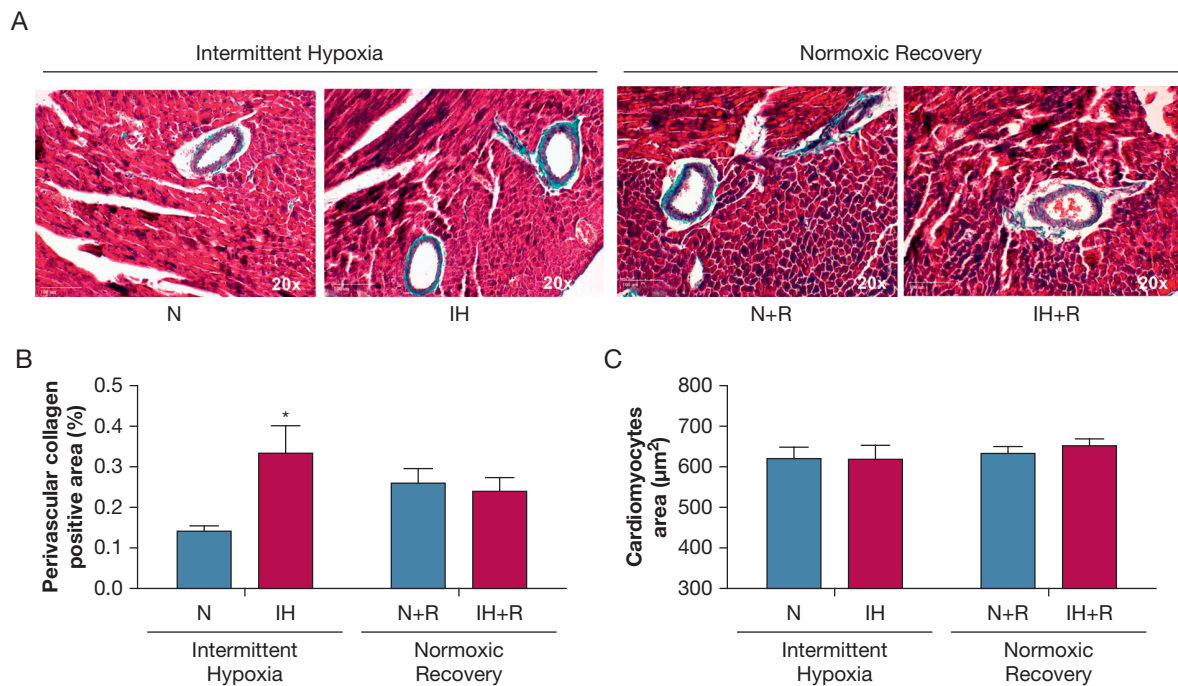 A
Intermittent Hypoxia
Normoxic Recovery
20x
20x
20x
20x
N
IH
N+R
IH+R
B
Perivascular collagen
positive area (%)
0.5
0.4
0.3
0.2
0.1
0.0
*
N
IH
N+R
IH+R
Intermittent
Hypoxia
Normoxic
Recovery
C
Cardiomyocytes
area (µm²)
800
700
600
500
400
300
N
IH
N+R
IH+R
Intermittent
Hypoxia
Normoxic
Recovery